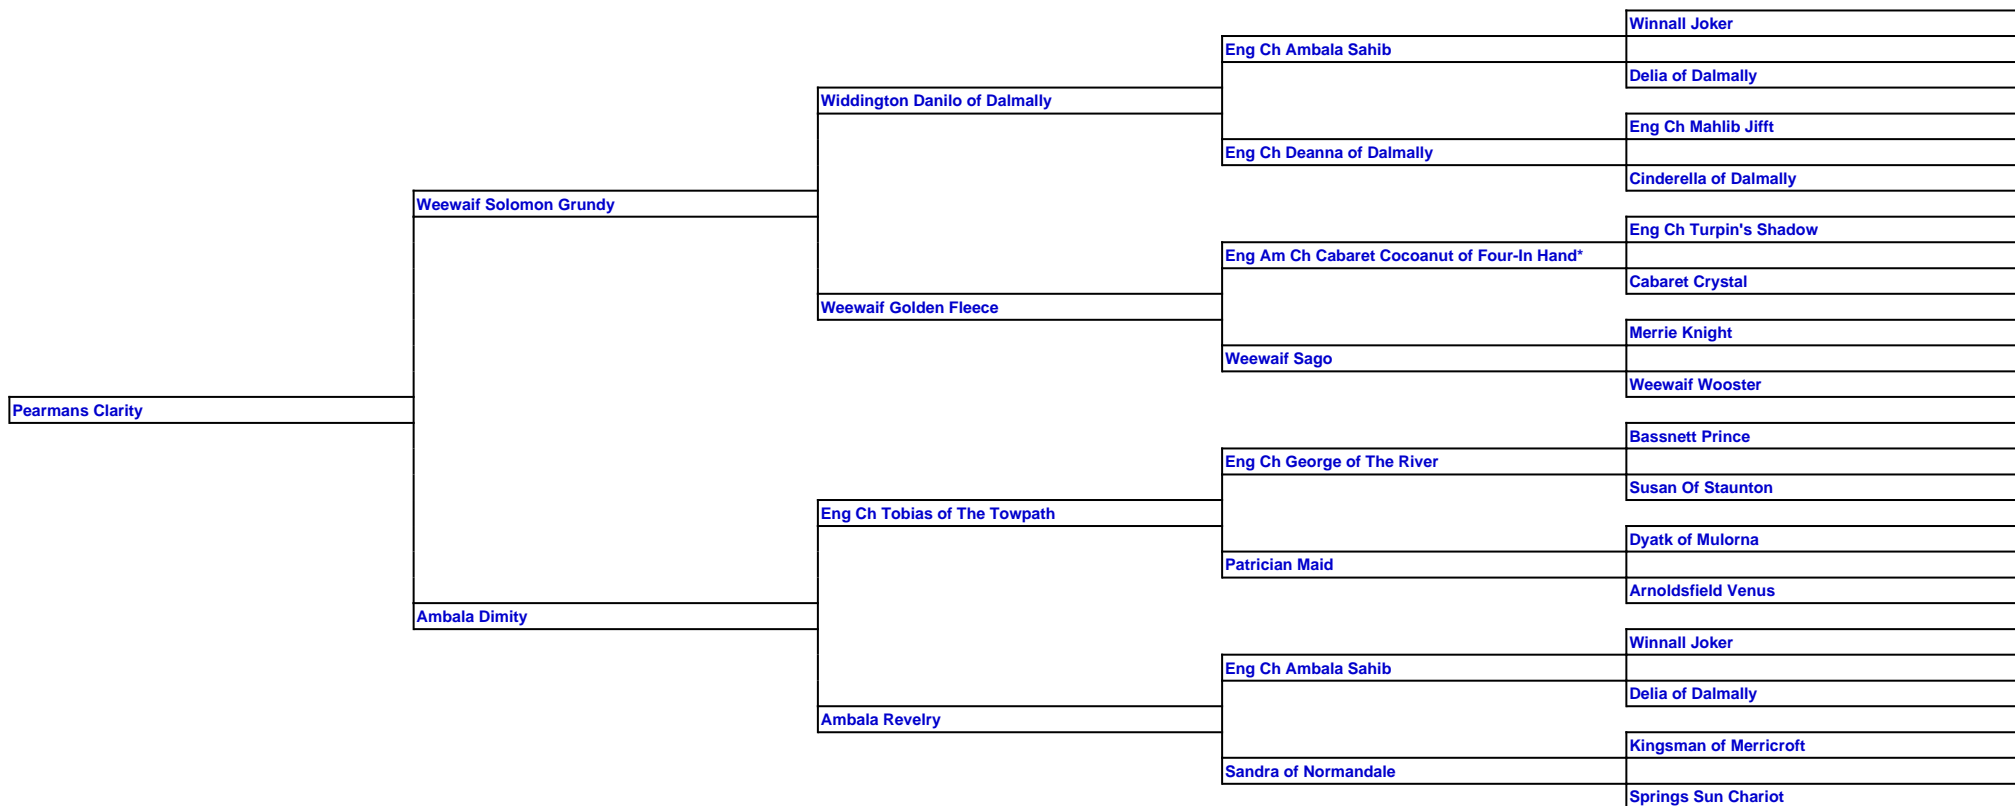 Winnall Joker
Eng Ch Ambala Sahib
Delia of Dalmally
Widdington Danilo of Dalmally
Eng Ch Mahlib Jifft
Eng Ch Deanna of Dalmally
Cinderella of Dalmally
Weewaif Solomon Grundy
Eng Ch Turpin's Shadow
Eng Am Ch Cabaret Cocoanut of Four-In Hand*
Cabaret Crystal
Weewaif Golden Fleece
Merrie Knight
Weewaif Sago
Weewaif Wooster
Pearmans Clarity
Bassnett Prince
Eng Ch George of The River
Susan Of Staunton
Eng Ch Tobias of The Towpath
Dyatk of Mulorna
Patrician Maid
Arnoldsfield Venus
Ambala Dimity
Winnall Joker
Eng Ch Ambala Sahib
Delia of Dalmally
Ambala Revelry
Kingsman of Merricroft
Sandra of Normandale
Springs Sun Chariot